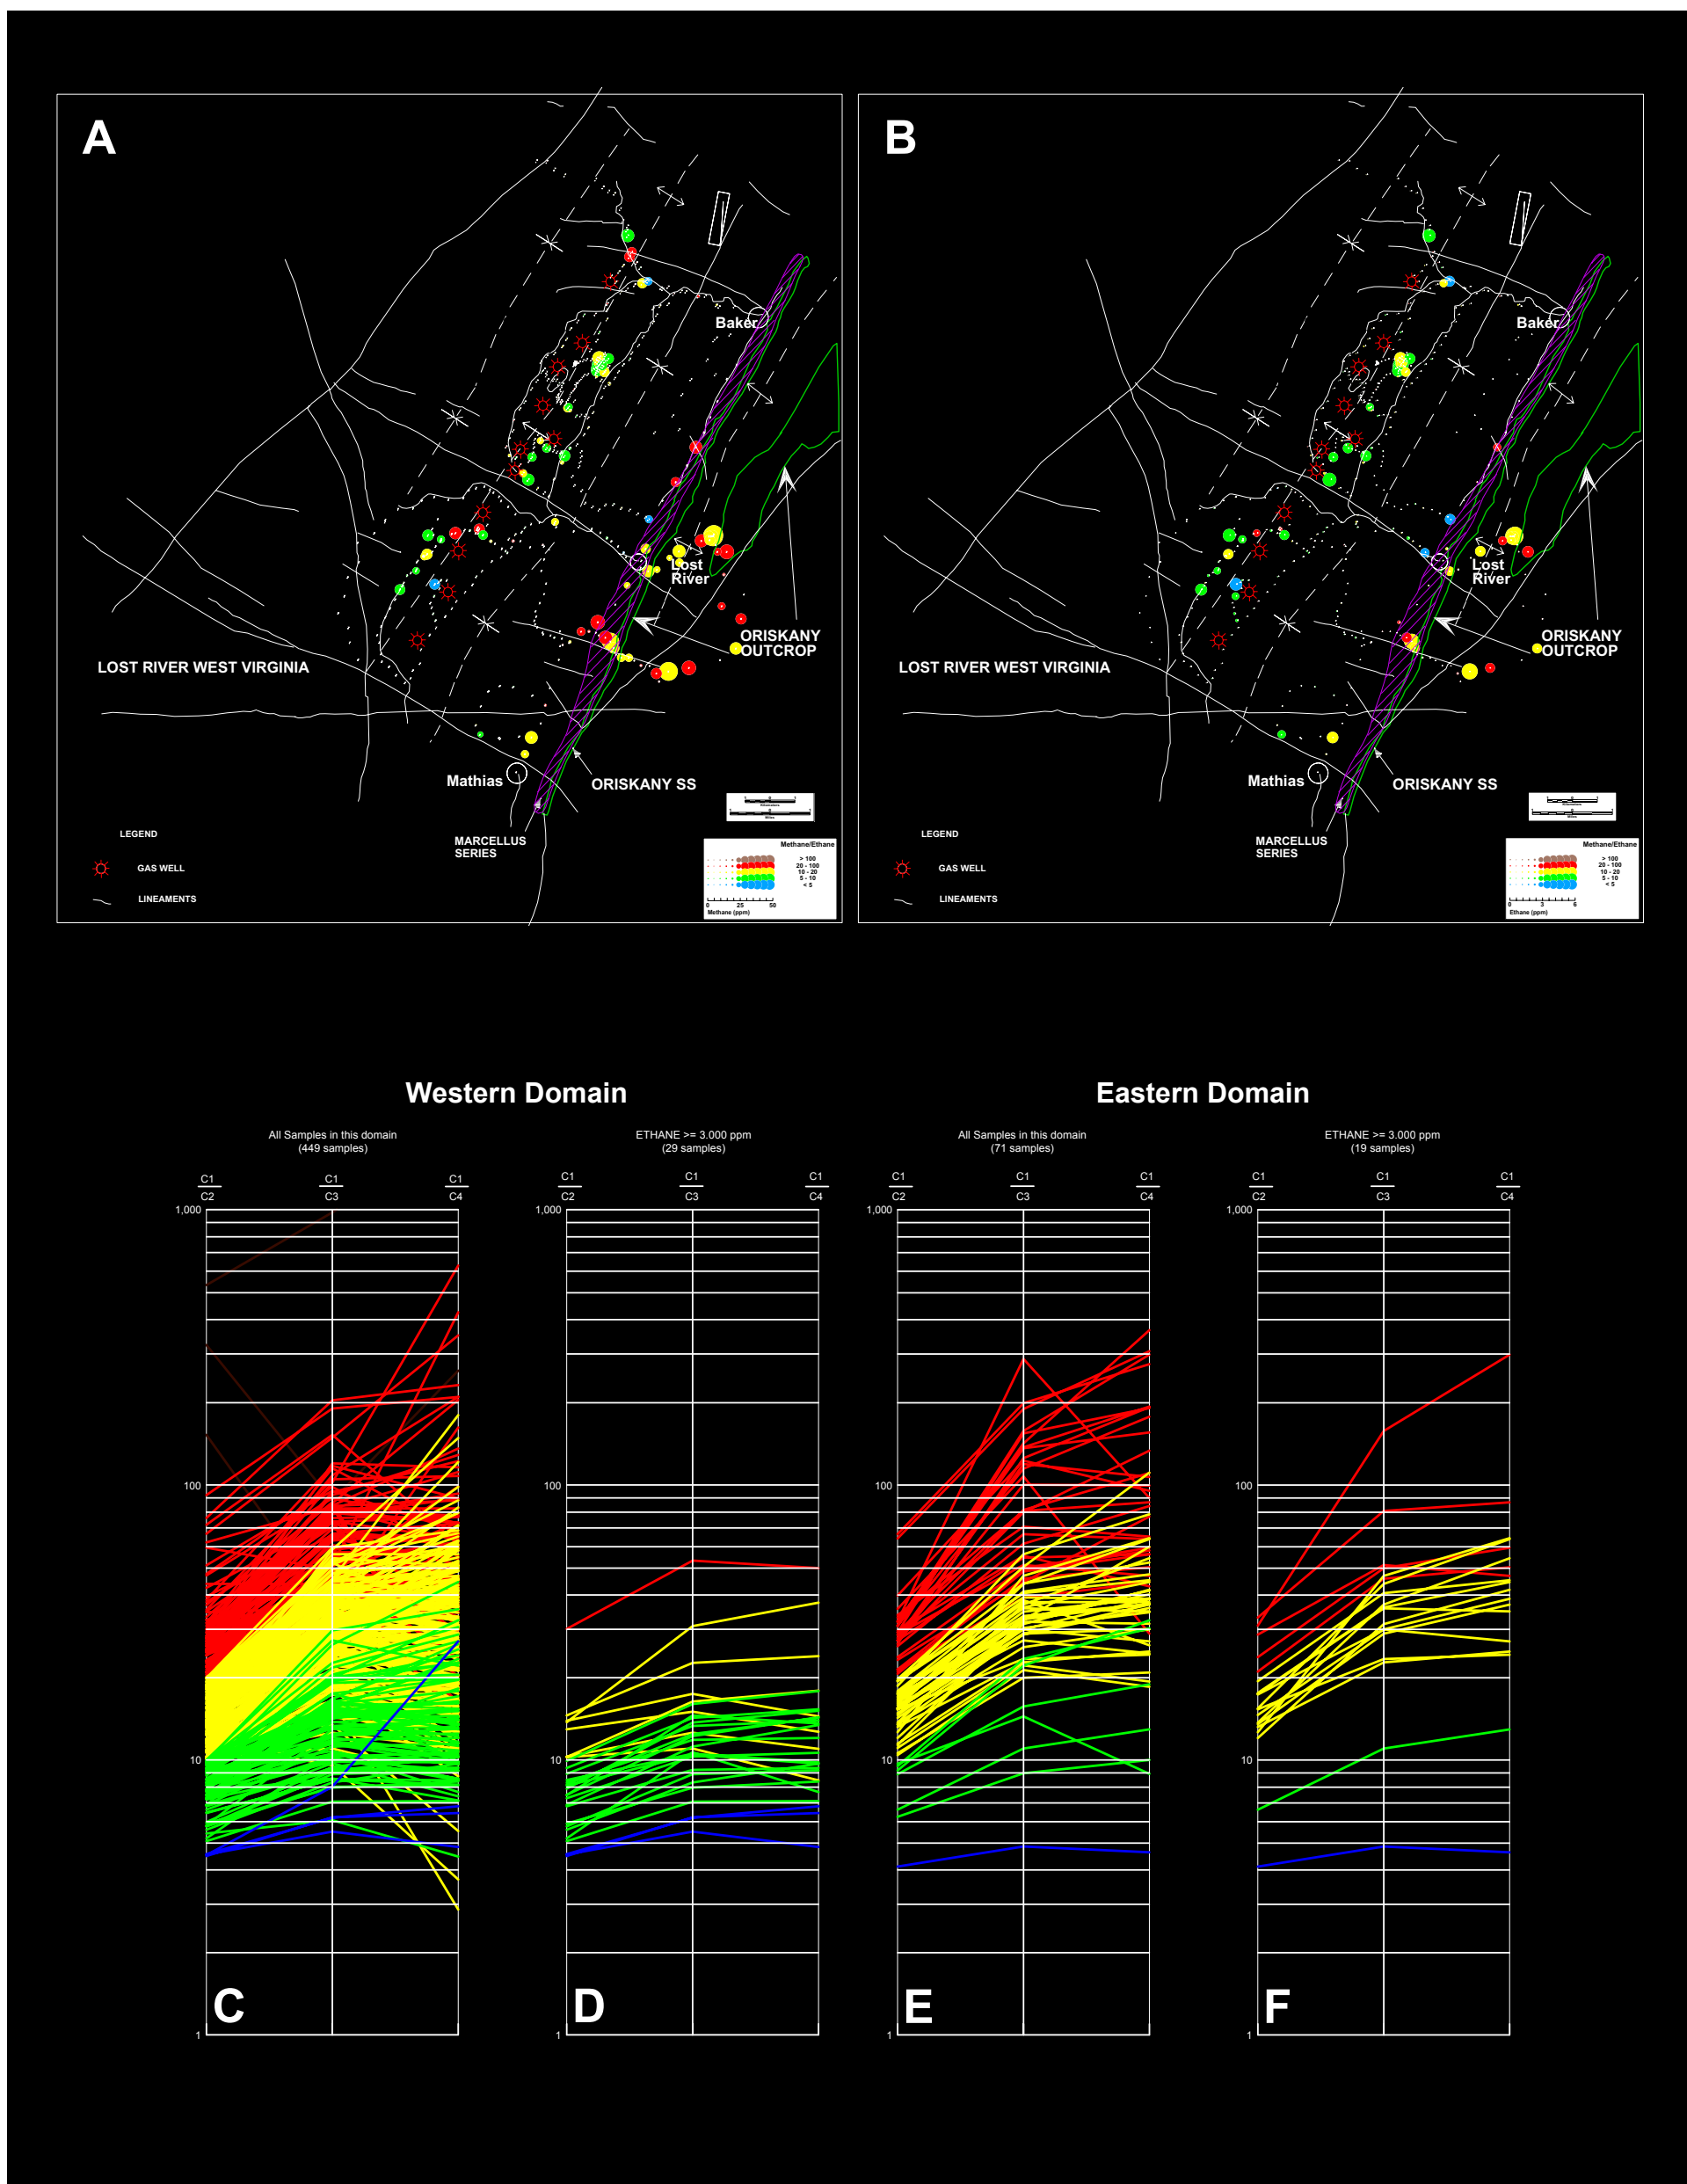 A
Baker
Lost
River
ORISKANY
OUTCROP
LOST RIVER WEST VIRGINIA
Mathias
ORISKANY SS
MARCELLUS
SERIES
LEGEND
GAS WELL
LINEAMENTS
Kilometers
Miles
Methane/Ethane
> 100
20 - 100
10 - 20
5 - 10
< 5
0 25 50
Methane (ppm)
B
Baker
Lost
River
ORISKANY
OUTCROP
LOST RIVER WEST VIRGINIA
Mathias
ORISKANY SS
MARCELLUS
SERIES
LEGEND
GAS WELL
LINEAMENTS
Kilometers
Miles
Methane/Ethane
> 100
20 - 100
10 - 20
5 - 10
< 5
0 3 6
Ethane (ppm)
Western Domain
Eastern Domain
All Samples in this domain
(449 samples)
C1 C1 C1
C2 C3 C4
1,000
100
10
1
C
ETHANE >= 3.000 ppm
(29 samples)
C1 C1 C1
C2 C3 C4
1,000
100
10
1
D
All Samples in this domain
(71 samples)
C1 C1 C1
C2 C3 C4
1,000
100
10
1
E
ETHANE >= 3.000 ppm
(19 samples)
C1 C1 C1
C2 C3 C4
1,000
100
10
1
F